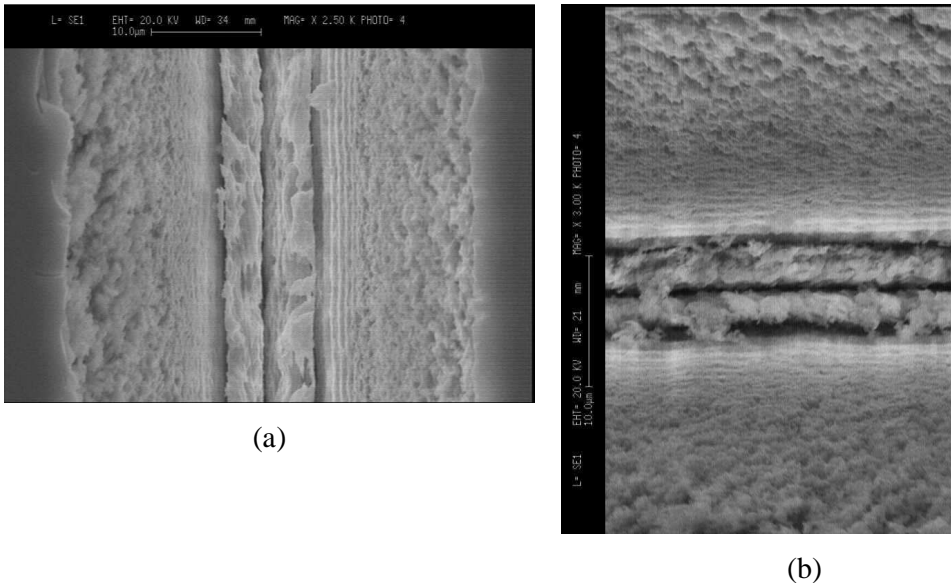 L= SE1 EHT= 20.0 KV WD= 34 mm MAG= X 2.50 K PHOTO= 4
10.0µm
(a)
L= SE1 EHT= 20.0 KV WD= 21 mm MAG= X 3.00 K PHOTO= 4
10.0µm
(b)